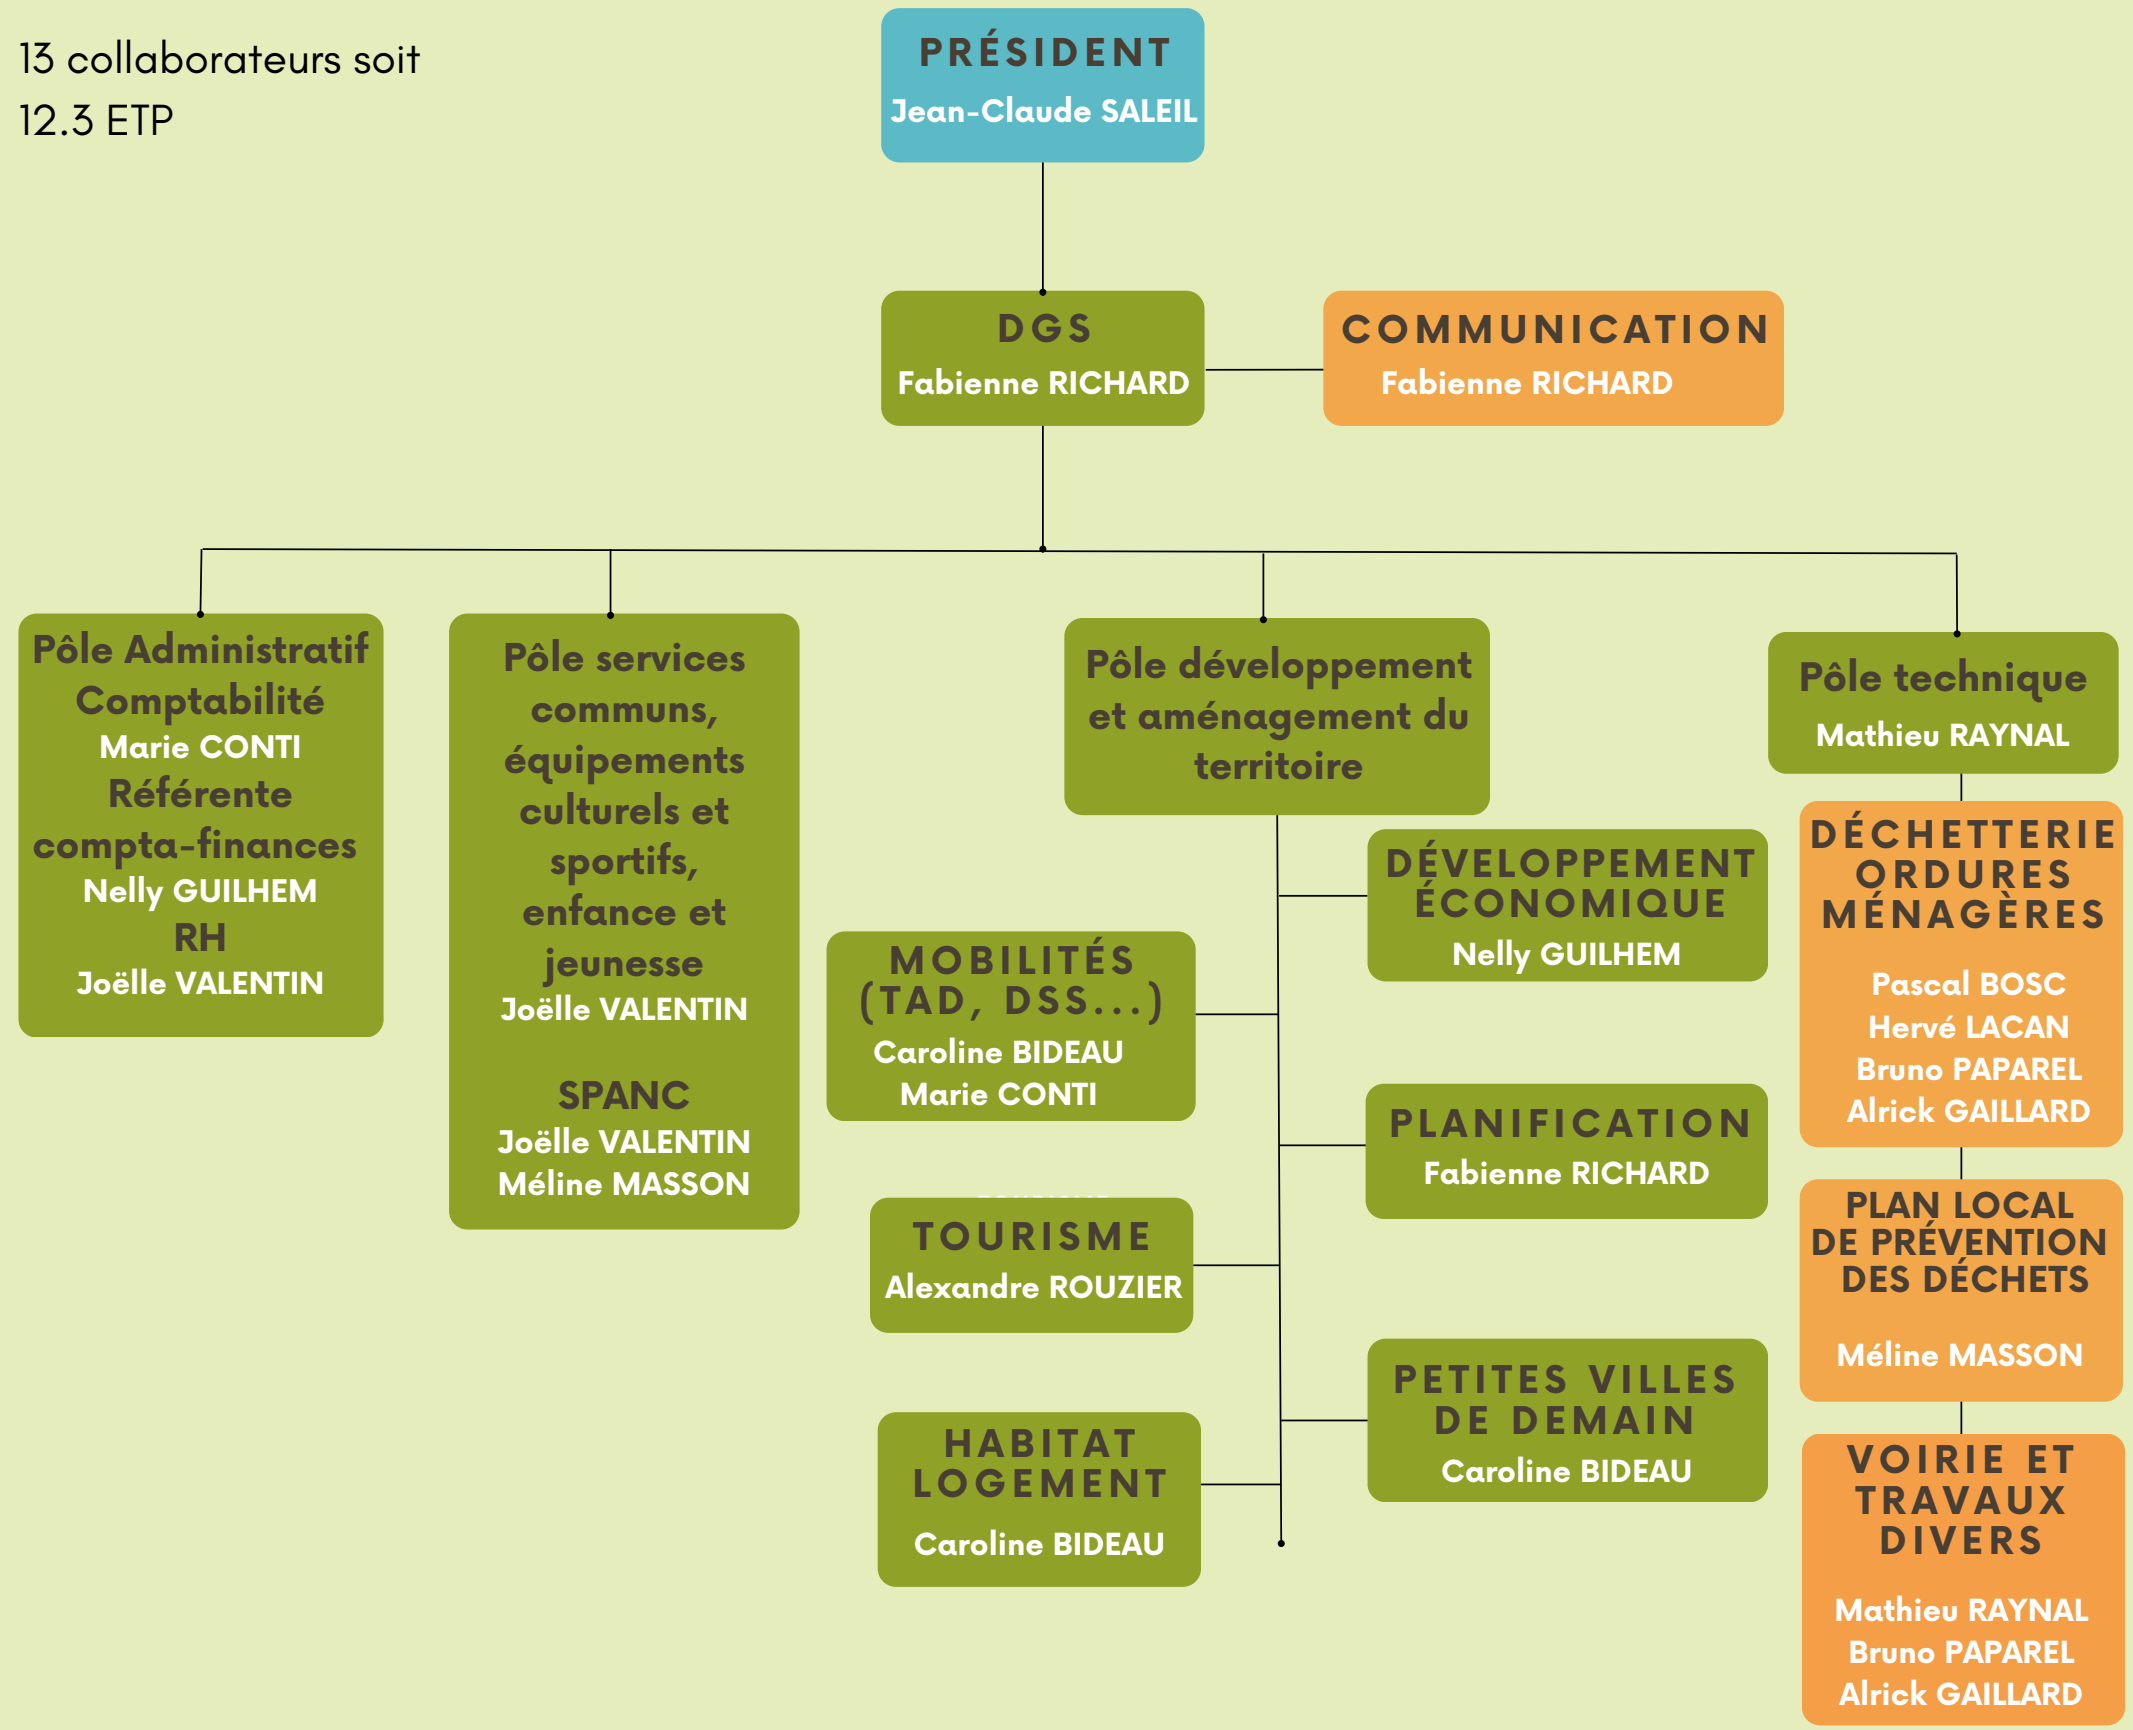 13 collaborateurs soit
12.3 ETP
PRÉSIDENT
Jean-Claude SALEIL
DGS
Fabienne RICHARD
COMMUNICATION
Fabienne RICHARD
Pôle Administratif
Comptabilité
Marie CONTI
Référente
compta-finances
Nelly GUILHEM
RH
Joëlle VALENTIN
Pôle services
communs,
équipements
culturels et
sportifs,
enfance et
jeunesse
Joëlle VALENTIN
SPANC
Joëlle VALENTIN
Méline MASSON
Pôle développement
et aménagement du
territoire
DÉVELOPPEMENT
ÉCONOMIQUE
Nelly GUILHEM
MOBILITÉS
(TAD, DSS...)
Caroline BIDEAU
Marie CONTI
PLANIFICATION
Fabienne RICHARD
TOURISME
Alexandre ROUZIER
PETITES VILLES
DE DEMAIN
Caroline BIDEAU
HABITAT
LOGEMENT
Caroline BIDEAU
Pôle technique
Mathieu RAYNAL
DÉCHETTERIE
ORDURES
MÉNAGÈRES
Pascal BOSC
Hervé LACAN
Bruno PAPAREL
Alrick GAILLARD
PLAN LOCAL
DE PRÉVENTION
DES DÉCHETS
Méline MASSON
VOIRIE ET
TRAVAUX
DIVERS
Mathieu RAYNAL
Bruno PAPAREL
Alrick GAILLARD